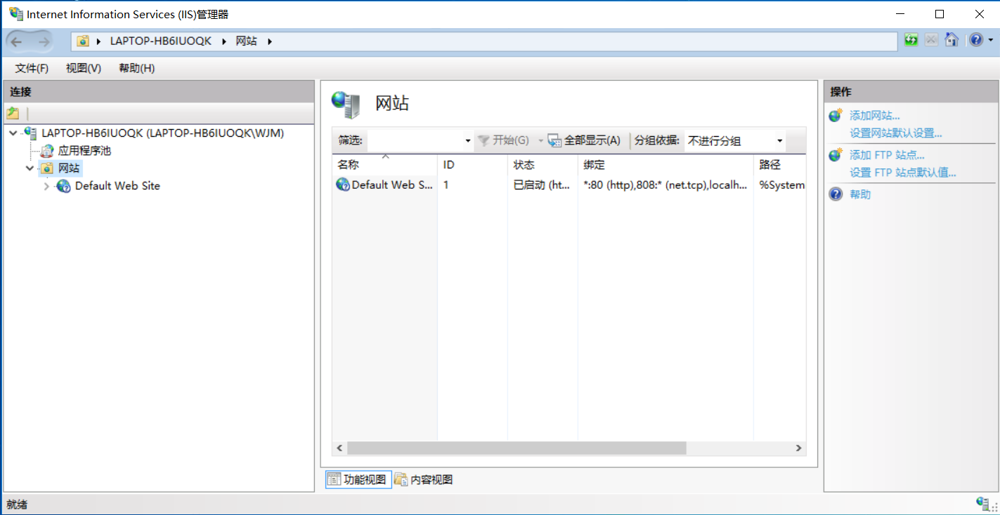 Internet Information Services (IIS)管理器
LAPTOP-HB6IUOQK 网站
文件(F) 视图(V) 帮助(H)
连接
LAPTOP-HB6IUOQK (LAPTOP-HB6IUOQK\WJM)
应用程序池
网站
Default Web Site
网站
筛选: 开始(G) 全部显示(A) 分组依据: 不进行分组
名称 ID 状态 绑定 路径
Default Web S... 1 已启动 (ht... *:80 (http),808:* (net.tcp),localh... %System
功能视图 内容视图
操作
添加网站...
设置网站默认设置...
添加 FTP 站点...
设置 FTP 站点默认值...
帮助
就绪